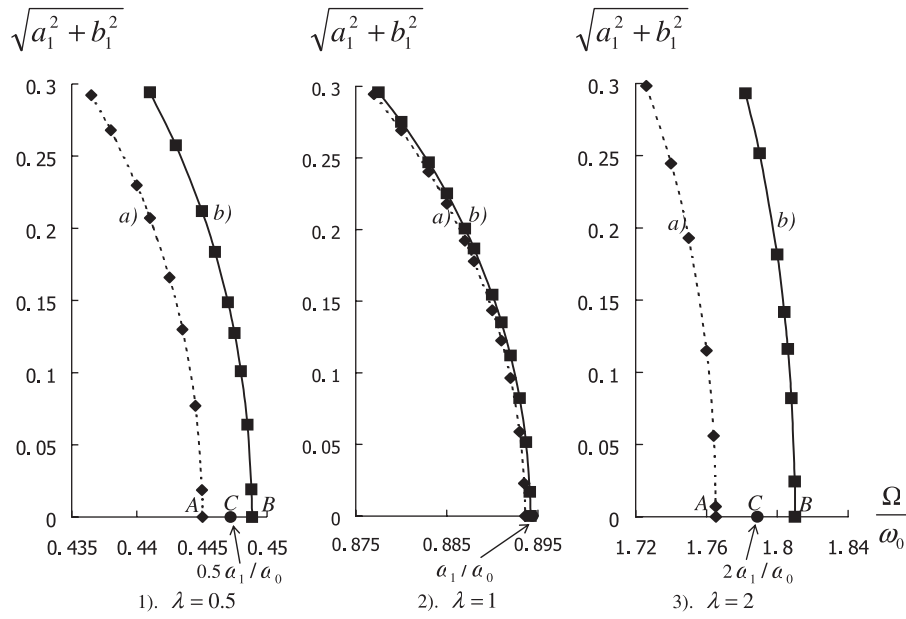 √a₁² + b₁² √a₁² + b₁² √a₁² + b₁²
0.3 0.3 0.3
0.25 0.25 0.25
a) b) a) b) a) b)
0.2 0.2 0.2
0.15 0.15 0.15
0.1 0.1 0.1
0.05 0.05 0.05
A C B A C B
0 0 0 Ω/ω₀
0.435 0.44 0.445 0.45 0.875 0.885 0.895 1.72 1.76 1.8 1.84
0.5 α₁/α₀ α₁/α₀ 2 α₁/α₀
1). λ = 0.5 2). λ = 1 3). λ = 2